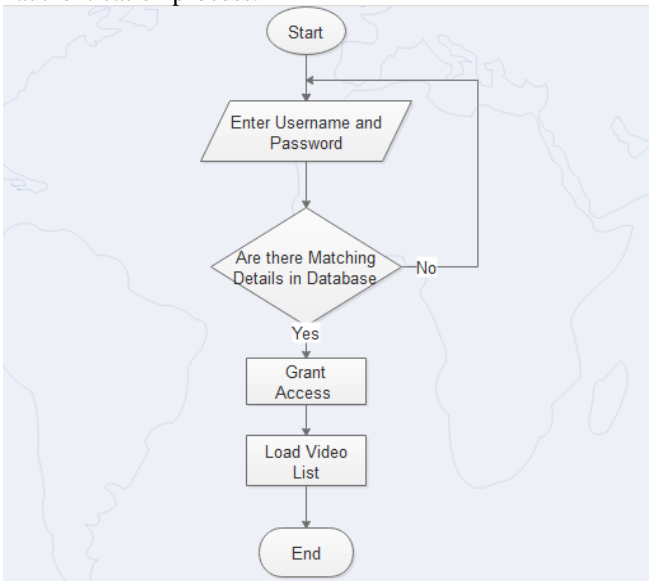 Start
Enter Username and
Password
Are there Matching
Details in Database
No
Yes
Grant
Access
Load Video
List
End